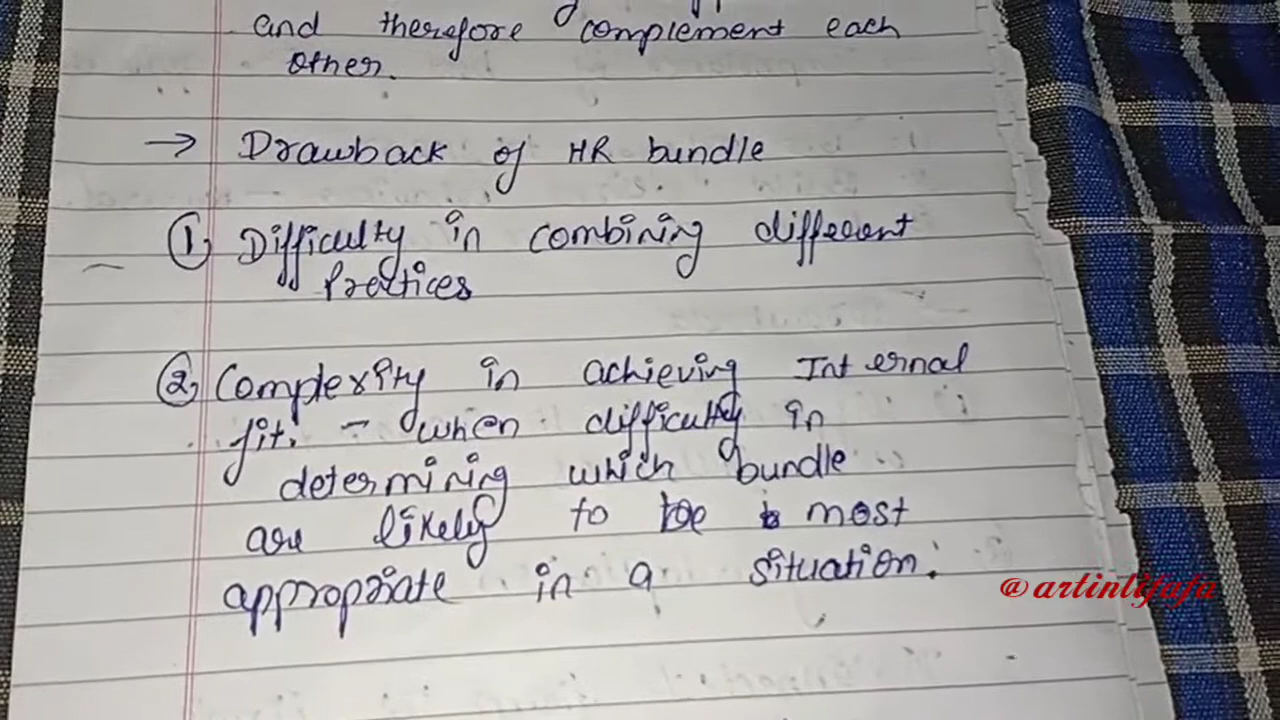 and therefore complement each
other.
→ Drawback of HR bundle
① Difficulty in combining different
Practices
② Complexity in achieving Internal
fit. - when difficulty in
determining which bundle
are likely to be most
appropriate in a situation.
@artinlifafa